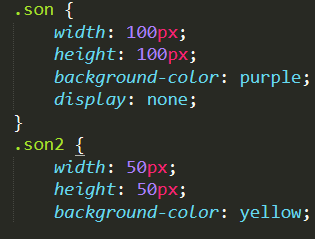 .son {
    width: 100px;
    height: 100px;
    background-color: purple;
    display: none;
}
.son2 {
    width: 50px;
    height: 50px;
    background-color: yellow;